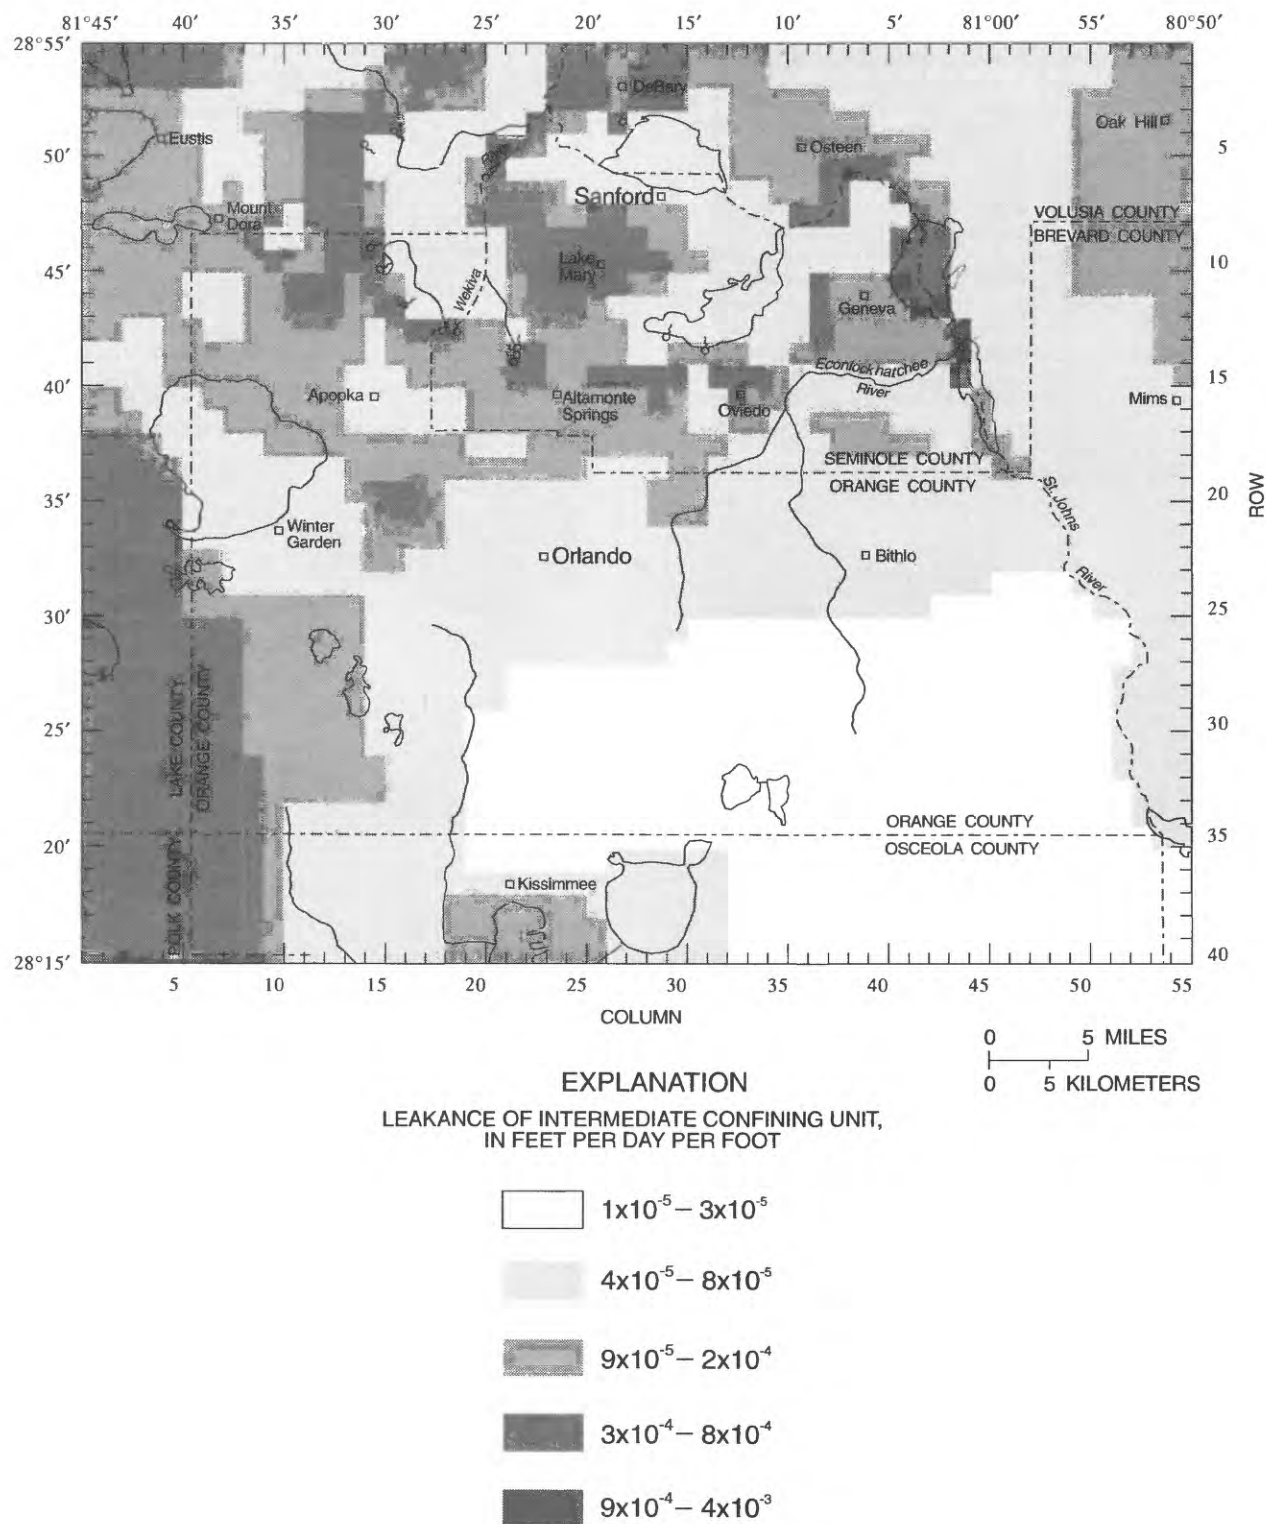 81°45′ 40′ 35′ 30′ 25′ 20′ 15′ 10′ 5′ 81°00′ 55′ 80°50′
28°55′
DeBary
Oak Hill
Eustis
50′
Osteen
5
River
Sanford
Mount
Dora
VOLUSIA COUNTY
BREVARD COUNTY
45′
Lake
Mary
10
Wekiva
Geneva
Econlockhatchee
River
40′
Apopka
Altamonte
Springs
Oviedo
Mims
15
SEMINOLE COUNTY
ORANGE COUNTY
35′
St. Johns
River
20
ROW
Winter
Garden
Orlando
Bithlo
30′
25
POLK COUNTY
LAKE COUNTY
ORANGE COUNTY
25′
30
ORANGE COUNTY
OSCEOLA COUNTY
20′
35
Kissimmee
28°15′
40
5 10 15 20 25 30 35 40 45 50 55
COLUMN
0 5 MILES
0 5 KILOMETERS
EXPLANATION
LEAKANCE OF INTERMEDIATE CONFINING UNIT,
IN FEET PER DAY PER FOOT
1x10⁻⁵ – 3x10⁻⁵
4x10⁻⁵ – 8x10⁻⁵
9x10⁻⁵ – 2x10⁻⁴
3x10⁻⁴ – 8x10⁻⁴
9x10⁻⁴ – 4x10⁻³